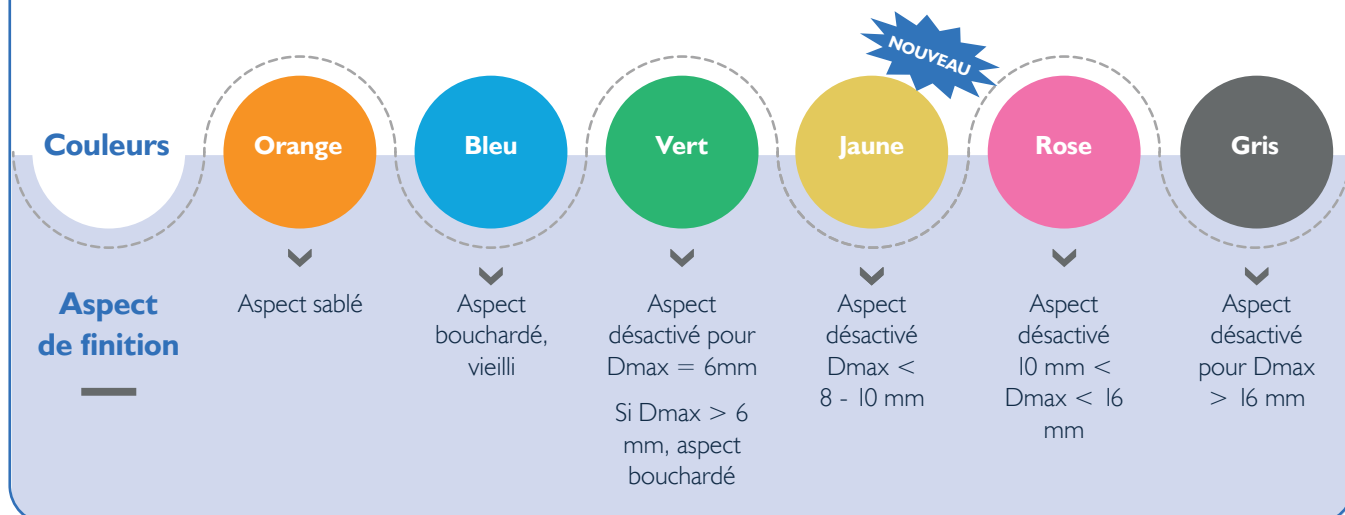 NOUVEAU
Couleurs
Orange
Bleu
Vert
Jaune
Rose
Gris
Aspect
de finition
Aspect sablé
Aspect
bouchardé,
vieilli
Aspect
désactivé pour
Dmax = 6mm
Si Dmax > 6
mm, aspect
bouchardé
Aspect
désactivé
Dmax <
8 - 10 mm
Aspect
désactivé
10 mm <
Dmax < 16
mm
Aspect
désactivé
pour Dmax
> 16 mm